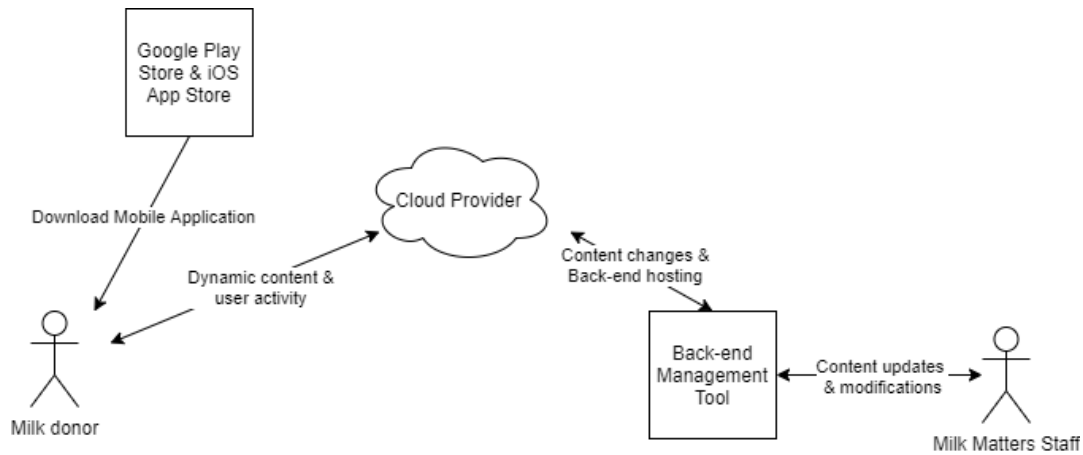 Google Play
Store & iOS
App Store
Download Mobile Application
Cloud Provider
Dynamic content &
user activity
Content changes &
Back-end hosting
Back-end
Management
Tool
Content updates
& modifications
Milk donor
Milk Matters Staff